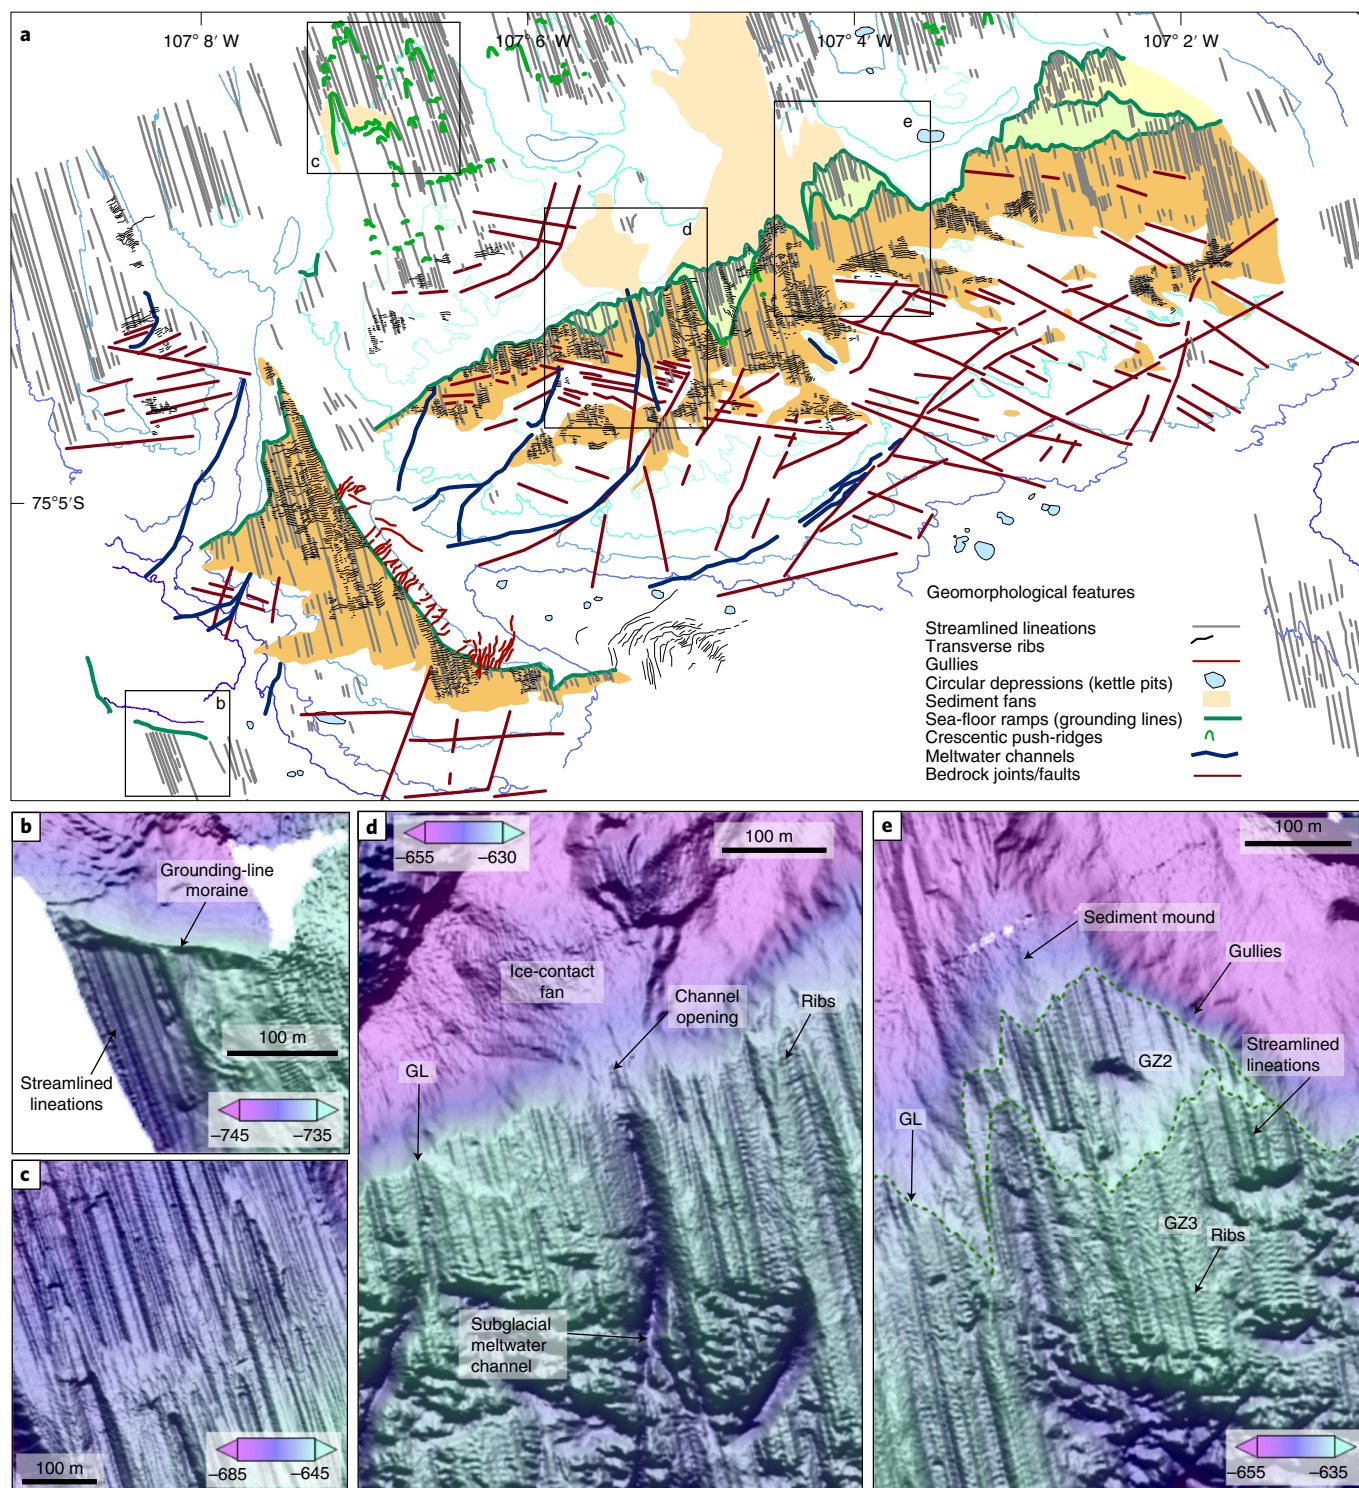 a
107° 8′ W
107° 6′ W
107° 4′ W
107° 2′ W
c
e
d
75°5′S
b
Geomorphological features
Streamlined lineations
Transverse ribs
Gullies
Circular depressions (kettle pits)
Sediment fans
Sea-floor ramps (grounding lines)
Crescentic push-ridges
Meltwater channels
Bedrock joints/faults
b
Grounding-line
moraine
100 m
Streamlined
lineations
−745
−735
c
100 m
−685
−645
d
−655
−630
100 m
Ice-contact
fan
Channel
opening
Ribs
GL
Subglacial
meltwater
channel
e
100 m
Sediment mound
Gullies
Streamlined
lineations
GZ2
GL
GZ3
Ribs
−655
−635